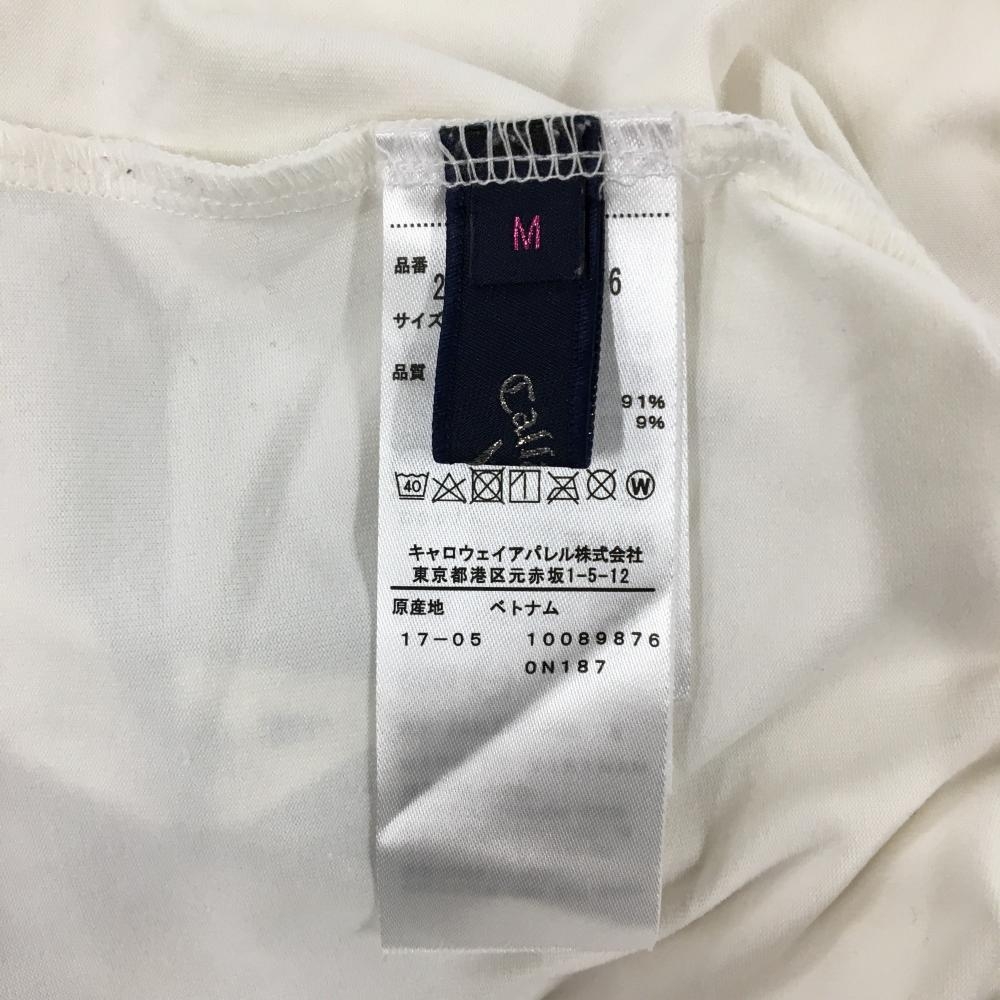 M
品番 2 6
サイズ
品質
91%
9%
40 W
キャロウェイアパレル株式会社
東京都港区元赤坂1-5-12
原産地 ベトナム
17-05 10089876
0N187